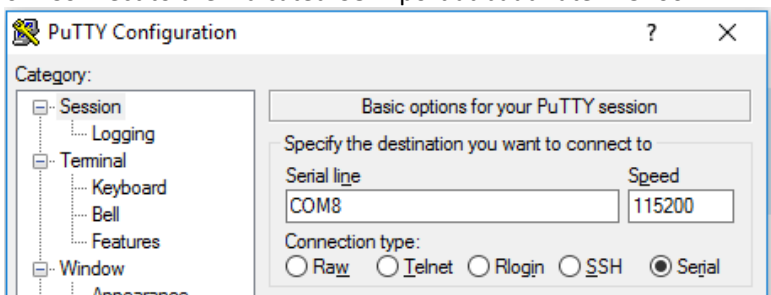 PuTTY Configuration ? ×
Category:
Session
Logging
Terminal
Keyboard
Bell
Features
Window
Appearance
Basic options for your PuTTY session
Specify the destination you want to connect to
Serial line Speed
COM8 115200
Connection type:
Raw Telnet Rlogin SSH Serial